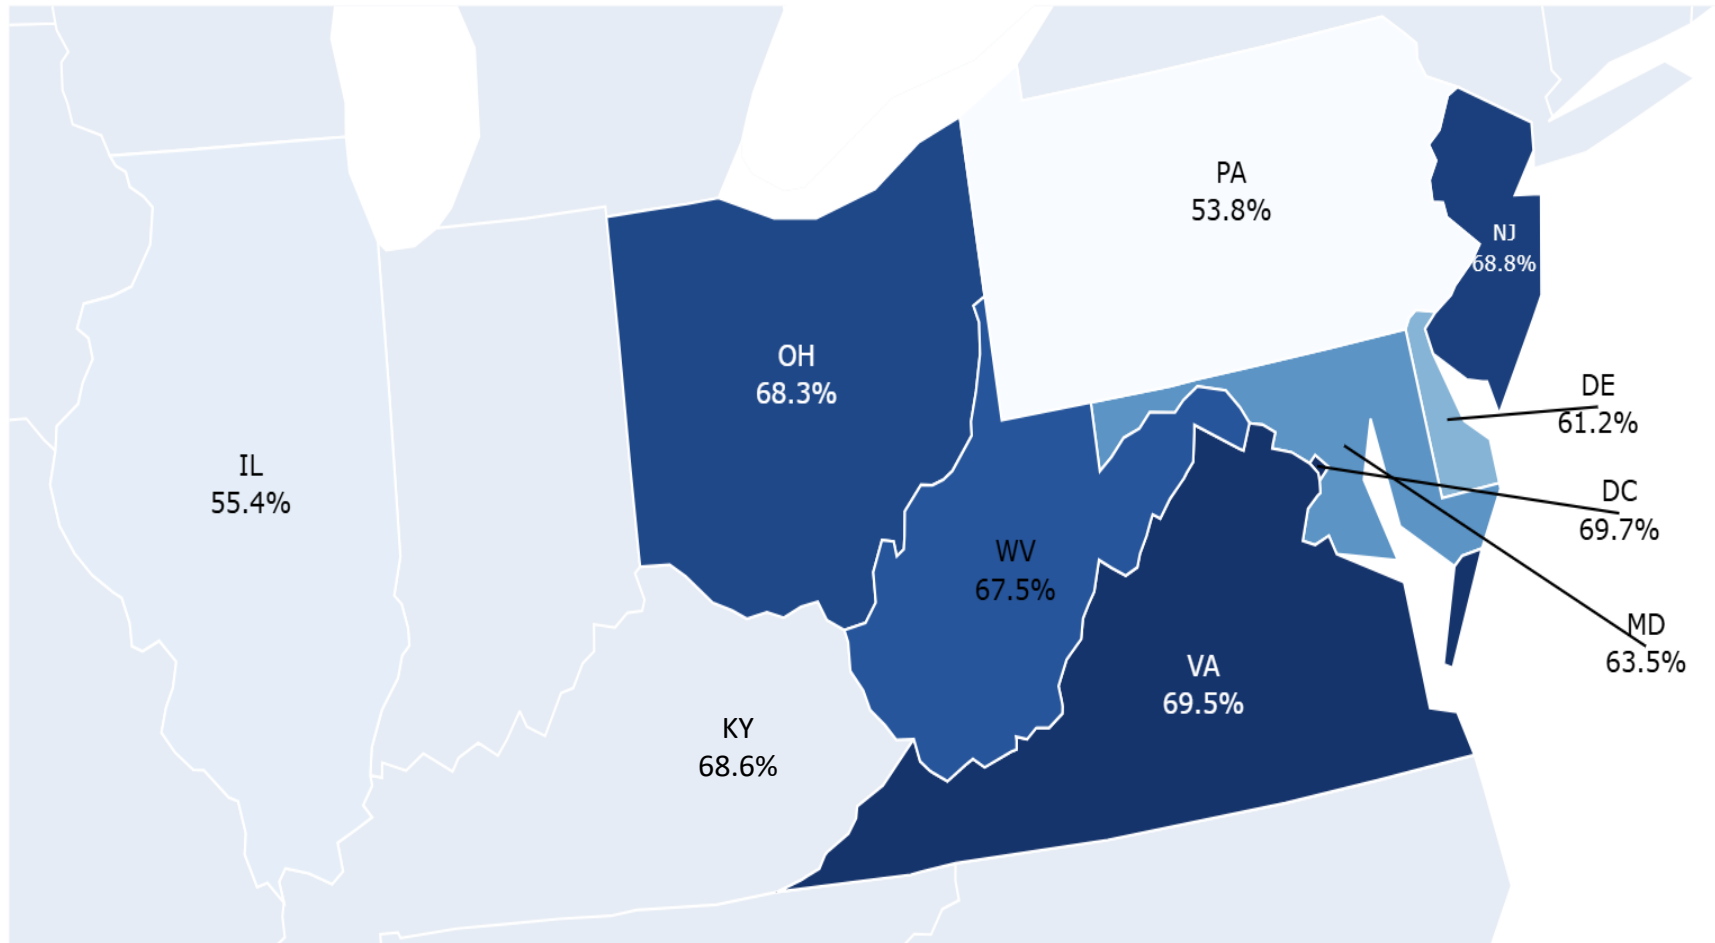 PA
53.8%
NJ
68.8%
OH
68.3%
DE
61.2%
IL
55.4%
DC
69.7%
WV
67.5%
MD
63.5%
VA
69.5%
KY
68.6%